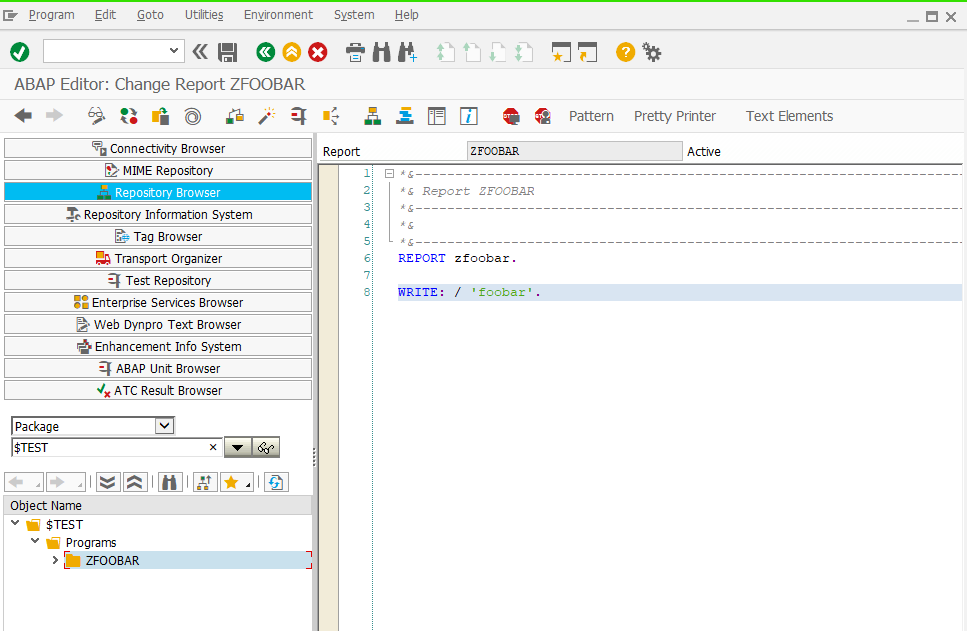 Program Edit Goto Utilities Environment System Help
ABAP Editor: Change Report ZFOOBAR
Pattern Pretty Printer Text Elements
Connectivity Browser
MIME Repository
Repository Browser
Repository Information System
Tag Browser
Transport Organizer
Test Repository
Enterprise Services Browser
Web Dynpro Text Browser
Enhancement Info System
ABAP Unit Browser
ATC Result Browser
Package
$TEST
Object Name
$TEST
Programs
ZFOOBAR
Report ZFOOBAR Active
1 *&---------------------------------------------------------------------
2 *& Report ZFOOBAR
3 *&---------------------------------------------------------------------
4 *&
5 *&---------------------------------------------------------------------
6 REPORT zfoobar.
7
8 WRITE: / 'foobar'.